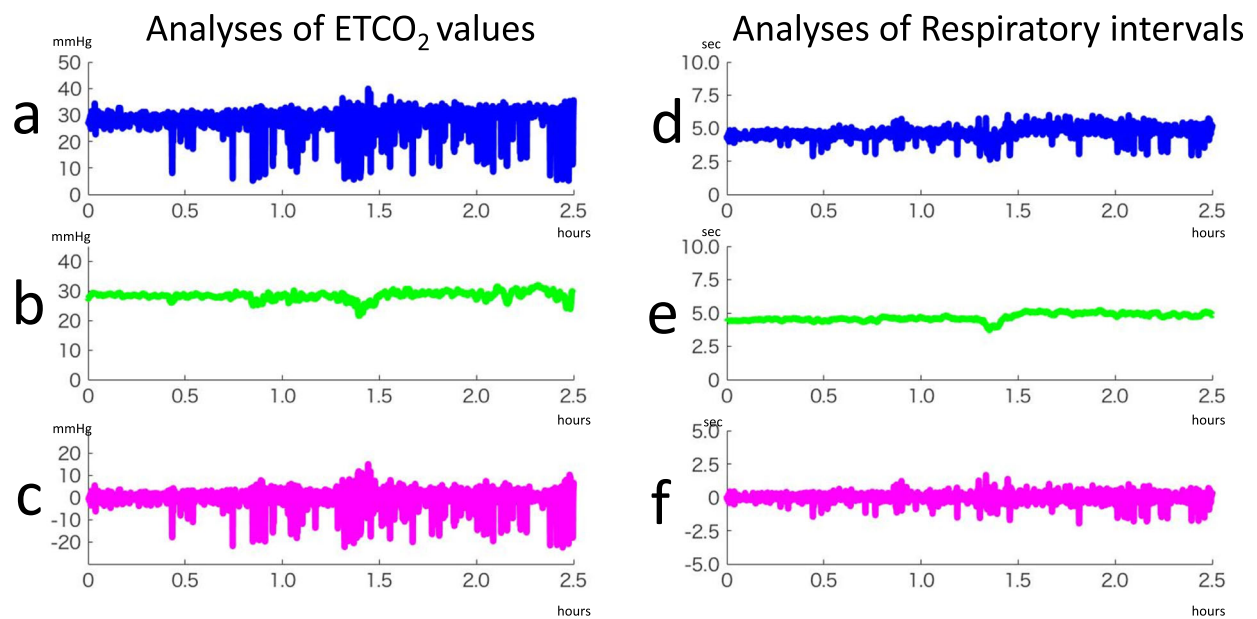 Analyses of ETCO2 values
mmHg
a
50
40
30
20
10
0
0 0.5 1.0 1.5 2.0 2.5
hours
mmHg
b
40
30
20
10
0
0 0.5 1.0 1.5 2.0 2.5
hours
mmHg
c
20
10
0
-10
-20
0 0.5 1.0 1.5 2.0 2.5
hours
Analyses of Respiratory intervals
sec
d
10.0
7.5
5.0
2.5
0
0 0.5 1.0 1.5 2.0 2.5
hours
sec
e
10.0
7.5
5.0
2.5
0
0 0.5 1.0 1.5 2.0 2.5
hours
sec
f
5.0
2.5
0
-2.5
-5.0
0 0.5 1.0 1.5 2.0 2.5
hours